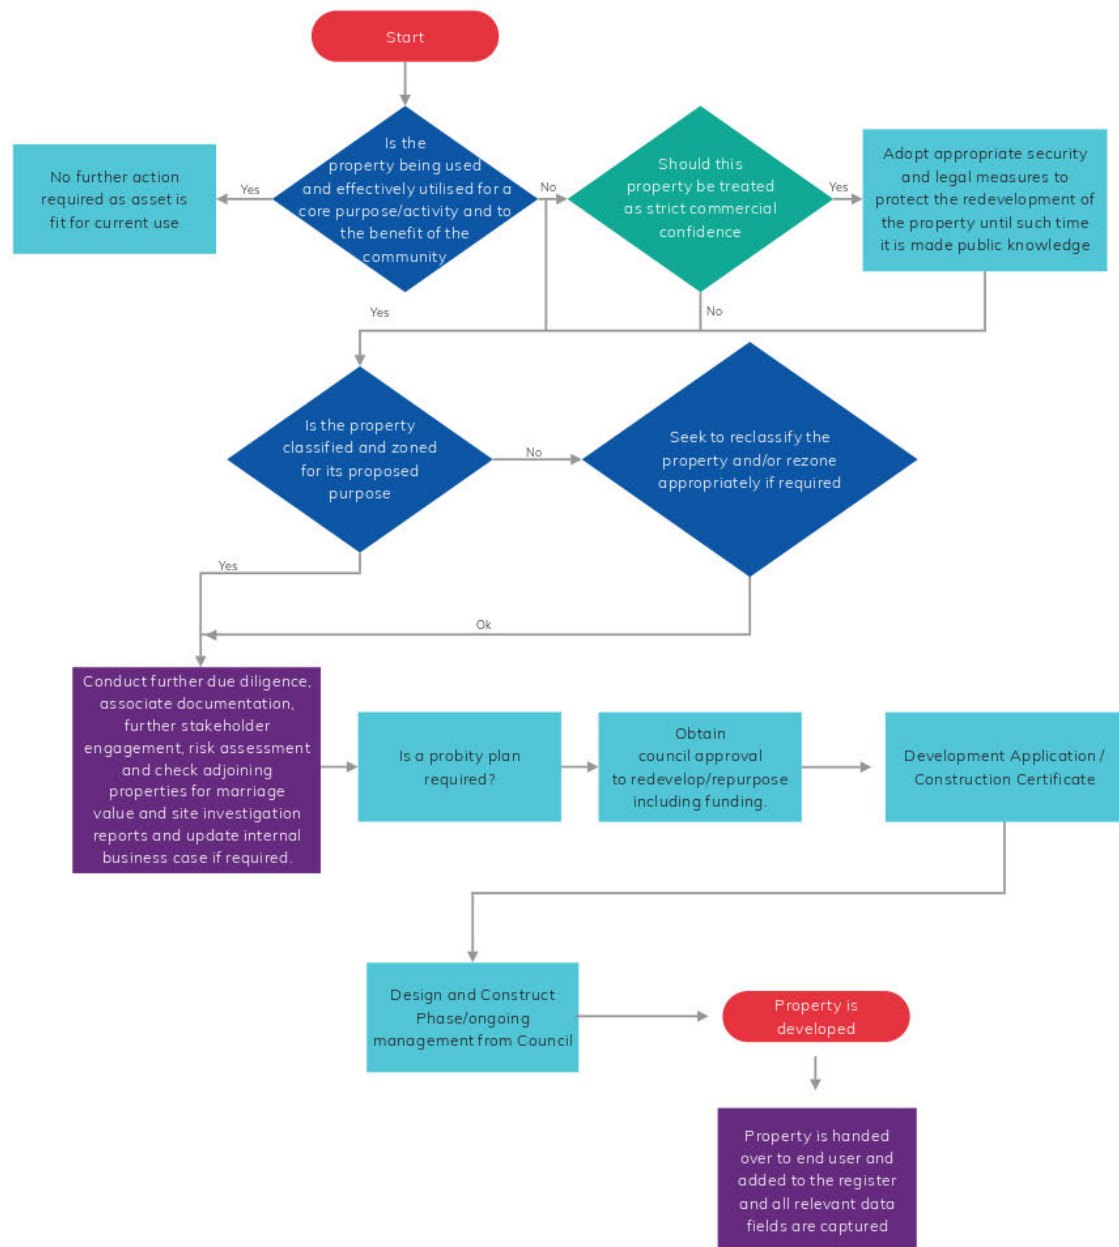 Start
Is the
property being used
and effectively utilised for a
core purpose/activity and to
the benefit of the
community
Yes
No further action
required as asset is
fit for current use
No
Should this
property be treated
as strict commercial
confidence
Yes
Adopt appropriate security
and legal measures to
protect the redevelopment of
the property until such time
it is made public knowledge
Yes
No
Is the property
classified and zoned
for its proposed
purpose
No
Seek to reclassify the
property and/or rezone
appropriately if required
Yes
Ok
Conduct further due diligence,
associate documentation,
further stakeholder
engagement, risk assessment
and check adjoining
properties for marriage
value and site investigation
reports and update internal
business case if required.
Is a probity plan
required?
Obtain
council approval
to redevelop/repurpose
including funding.
Development Application /
Construction Certificate
Design and Construct
Phase/ongoing
management from Council
Property is
developed
Property is handed
over to end user and
added to the register
and all relevant data
fields are captured